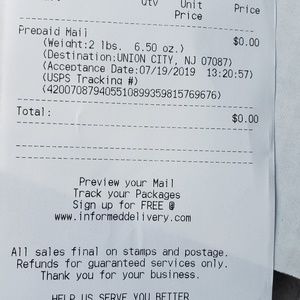 Qty Unit Price
Price
Prepaid Mail $0.00
(Weight:2 lbs. 6.50 oz.)
(Destination:UNION CITY, NJ 07087)
(Acceptance Date:07/19/2019 13:20:57)
(USPS Tracking #)
(420070879405510899359815769676)
Total: $0.00
Preview your Mail
Track your Packages
Sign up for FREE @
www.informeddelivery.com
All sales final on stamps and postage.
Refunds for guaranteed services only.
Thank you for your business.
HELP US SERVE YOU BETTER